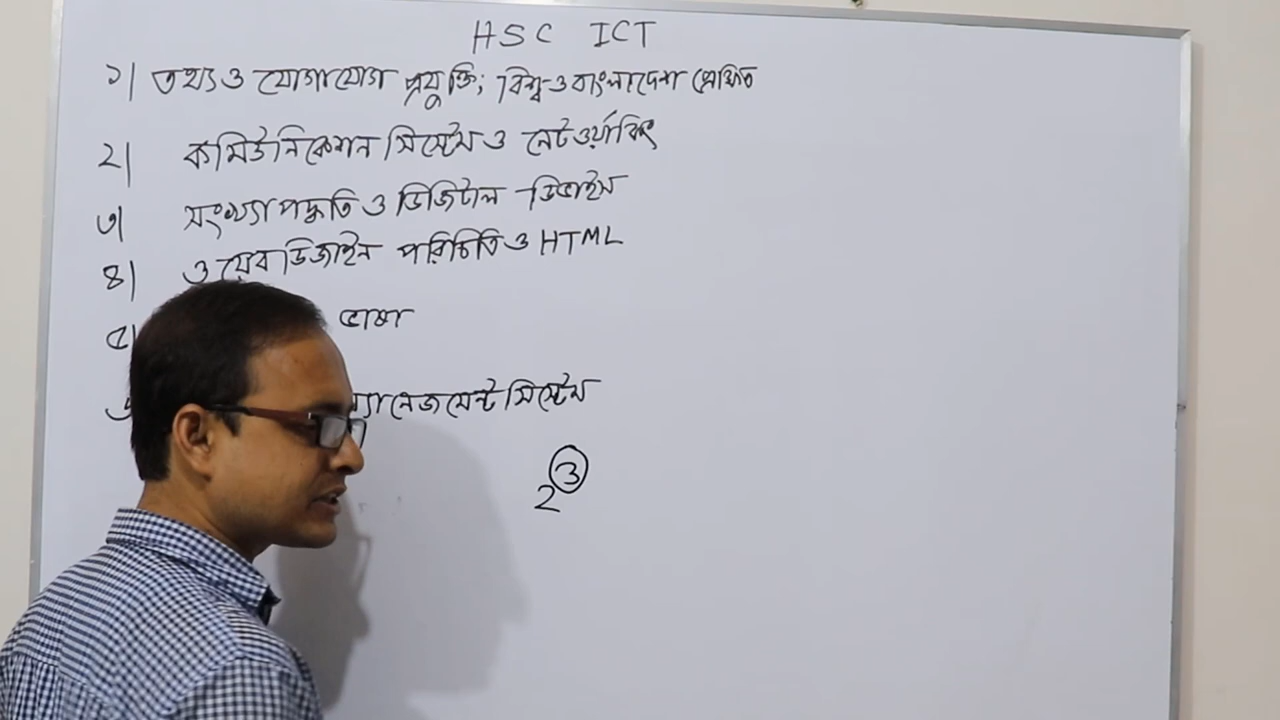 HSC ICT
১। তথ্য ও যোগাযোগ প্রযুক্তি; বিশ্ব ও বাংলাদেশ প্রেক্ষিত
২। কমিউনিকেশন সিস্টেম ও নেটওয়ার্কিং
৩। সংখ্যা পদ্ধতি ও ডিজিটাল ডিভাইস
৪। ওয়েব ডিজাইন পরিচিতি ও HTML
৫। ভাষা
ম্যানেজমেন্ট সিস্টেম
2³